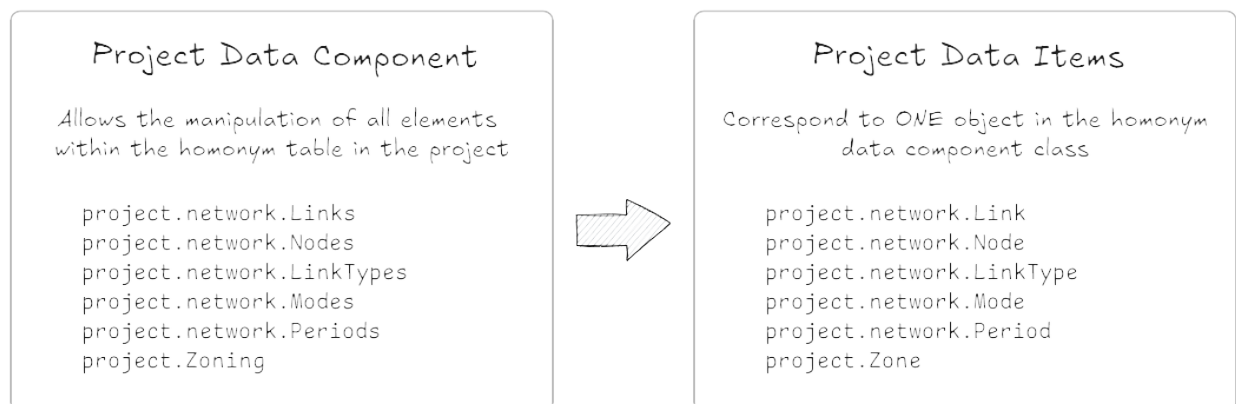 Project Data Component
Allows the manipulation of all elements
within the homonym table in the project
project.network.Links
project.network.Nodes
project.network.LinkTypes
project.network.Modes
project.network.Periods
project.Zoning
Project Data Items
Correspond to ONE object in the homonym
data component class
project.network.Link
project.network.Node
project.network.LinkType
project.network.Mode
project.network.Period
project.Zone